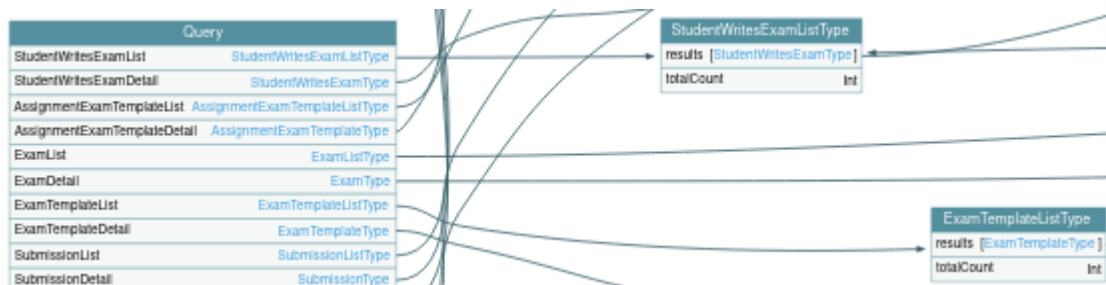 Query
StudentWritesExamList StudentWritesExamListType
StudentWritesExamDetail StudentWritesExamType
AssignmentExamTemplateList AssignmentExamTemplateListType
AssignmentExamTemplateDetail AssignmentExamTemplateType
ExamList ExamListType
ExamDetail ExamType
ExamTemplateList ExamTemplateListType
ExamTemplateDetail ExamTemplateType
SubmissionList SubmissionListType
SubmissionDetail SubmissionType
StudentWritesExamListType
results [StudentWritesExamType]
totalCount Int
ExamTemplateListType
results [ExamTemplateType]
totalCount Int